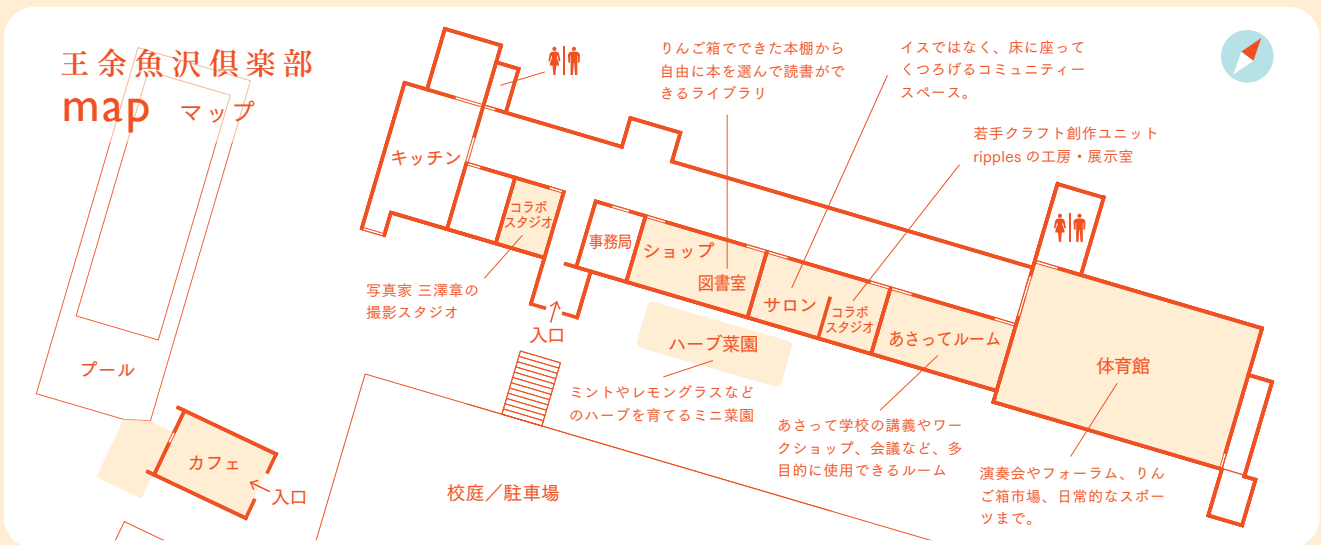 王余魚沢倶楽部
map マップ
りんご箱でできた本棚から
自由に本を選んで読書がで
きるライブラリ
イスではなく、床に座って
くつろげるコミュニティー
スペース。
若手クラフト創作ユニット
ripples の工房・展示室
キッチン
コラボ
スタジオ
事務局
ショップ
図書室
サロン
コラボ
スタジオ
あさってルーム
体育館
写真家 三澤章の
撮影スタジオ
入口
ハーブ菜園
ミントやレモングラスなど
のハーブを育てるミニ菜園
あさって学校の講義やワー
クショップ、会議など、多
目的に使用できるルーム
演奏会やフォーラム、りん
ご箱市場、日常的なスポー
ツまで。
プール
カフェ
入口
校庭／駐車場